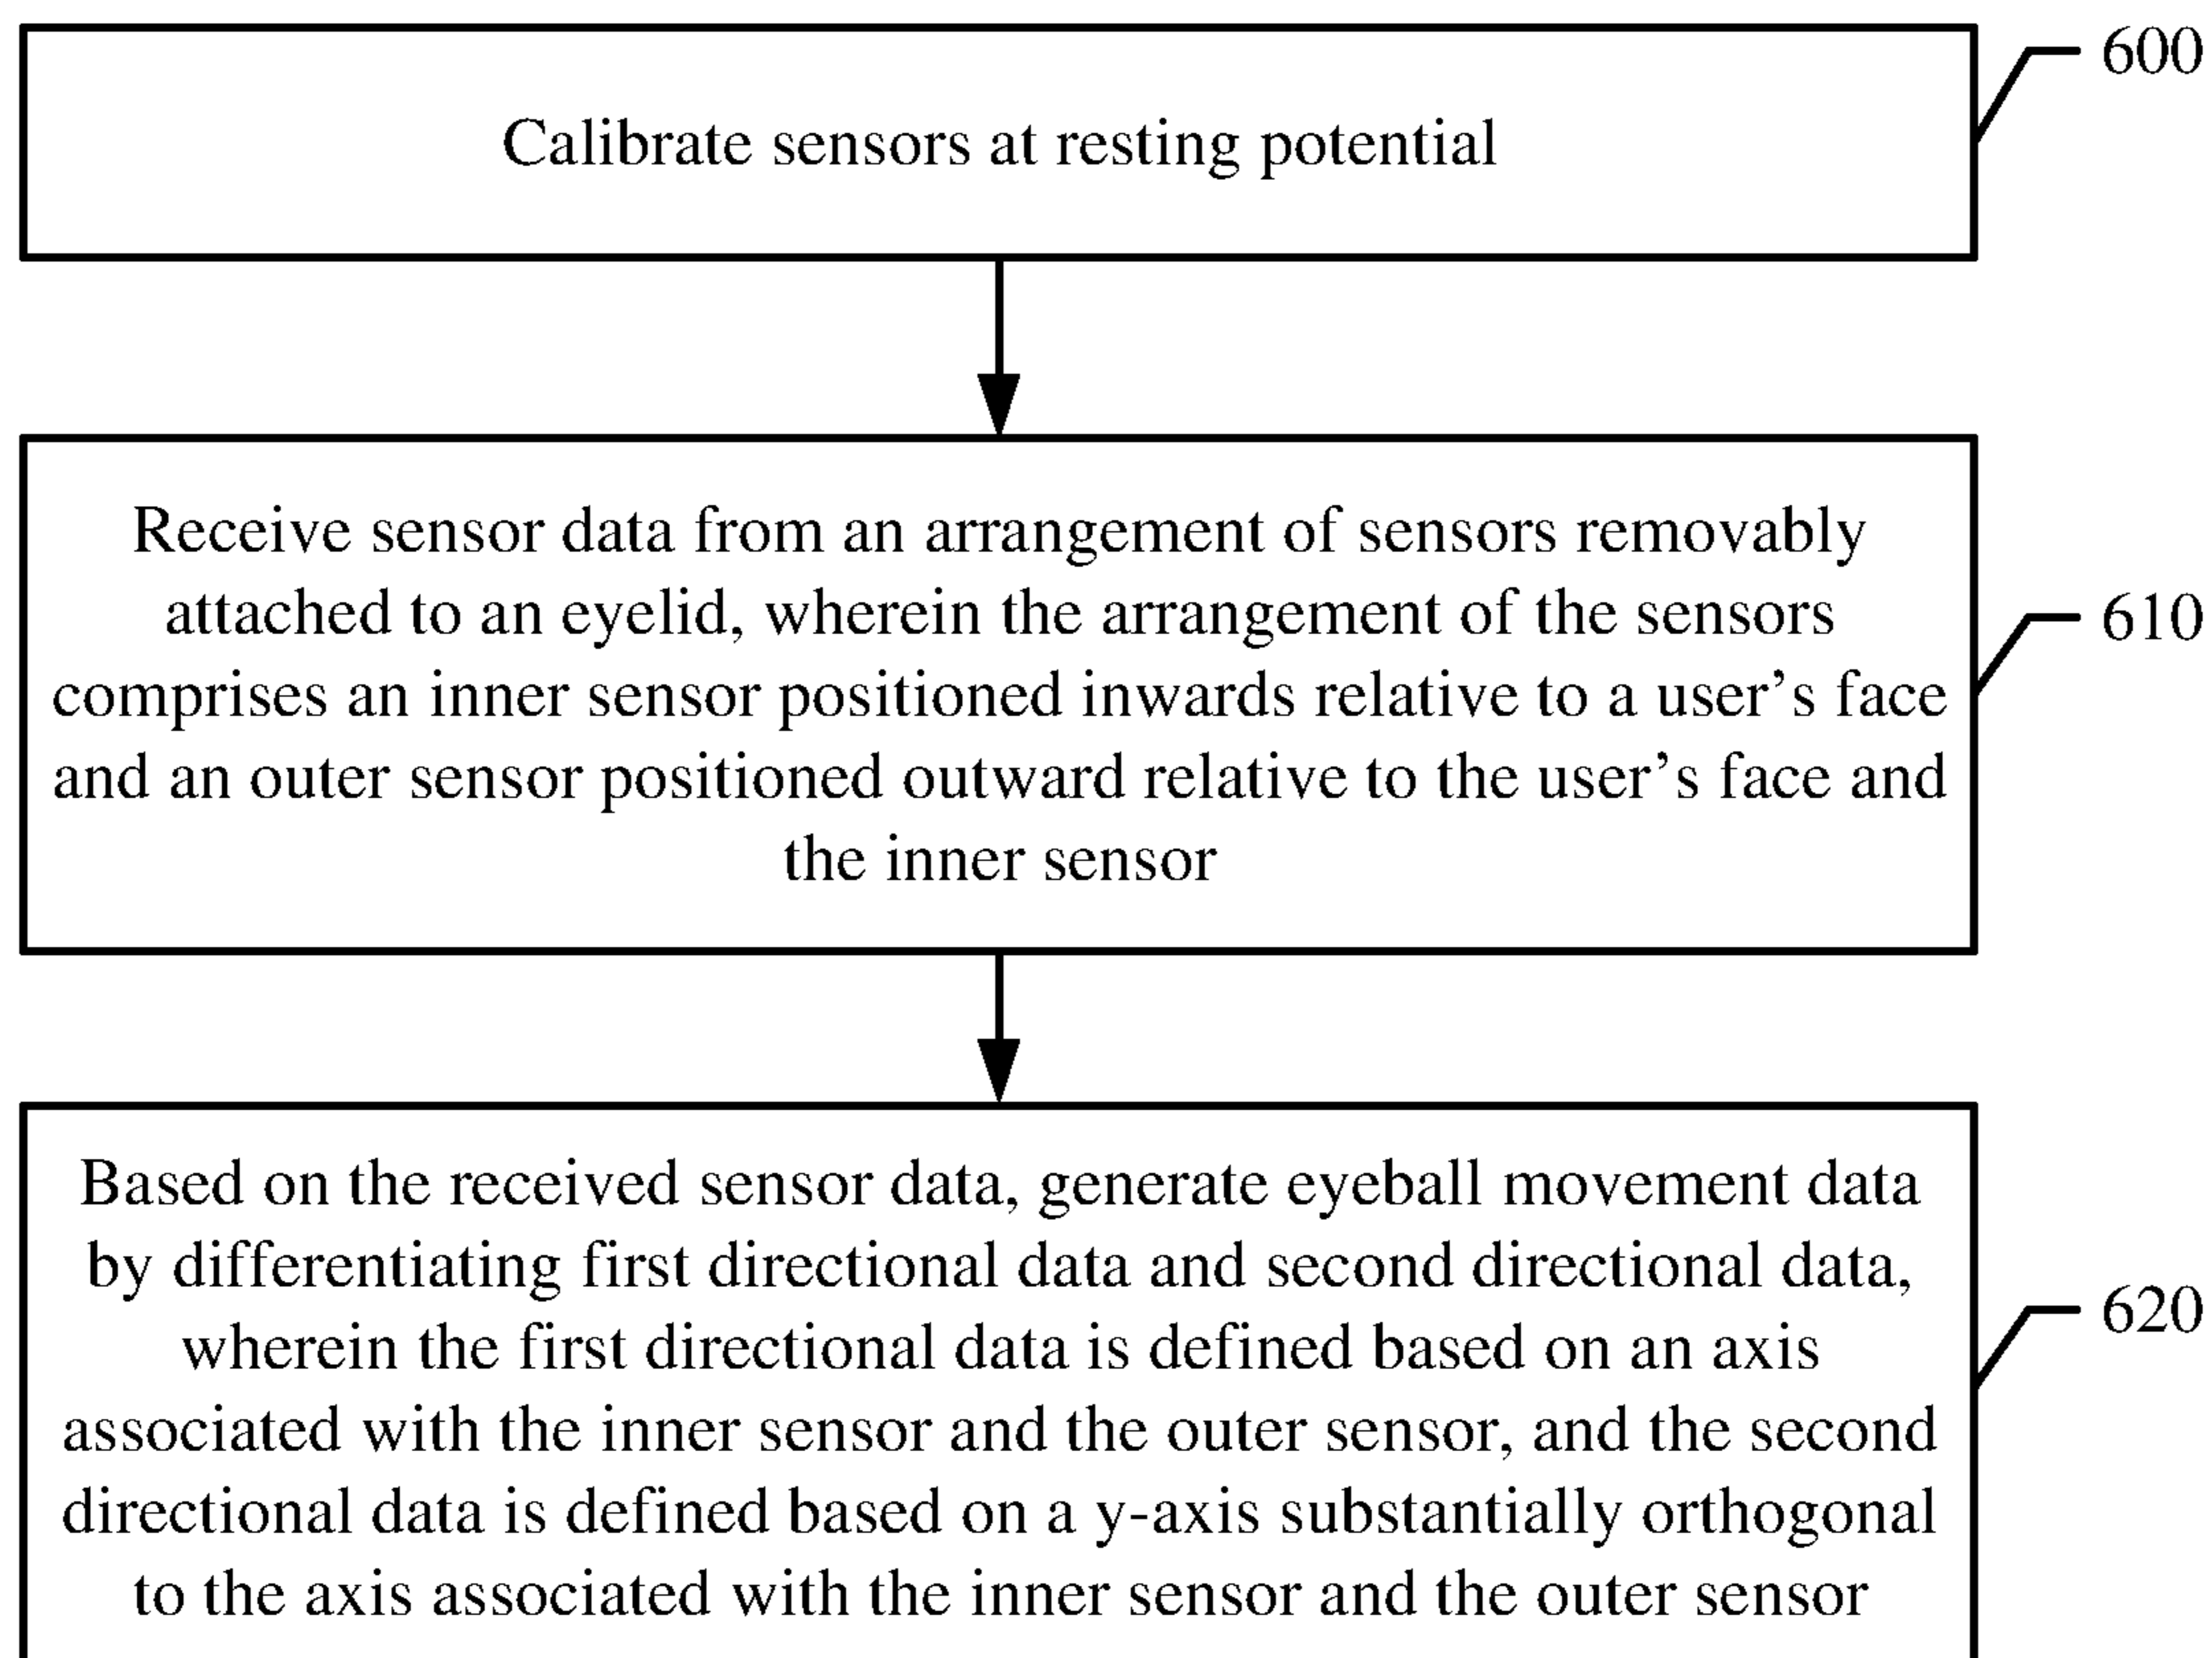 600
Calibrate sensors at resting potential
Receive sensor data from an arrangement of sensors removably
attached to an eyelid, wherein the arrangement of the sensors
610
comprises an inner sensor positioned inwards relative to a user’s face
and an outer sensor positioned outward relative to the user’s face and
the inner sensor
Based on the received sensor data, generate eyeball movement data
by differentiating first directional data and second directional data,
620
wherein the first directional data is defined based on an axis
associated with the inner sensor and the outer sensor, and the second
directional data is defined based on a y-axis substantially orthogonal
to the axis associated with the inner sensor and the outer sensor